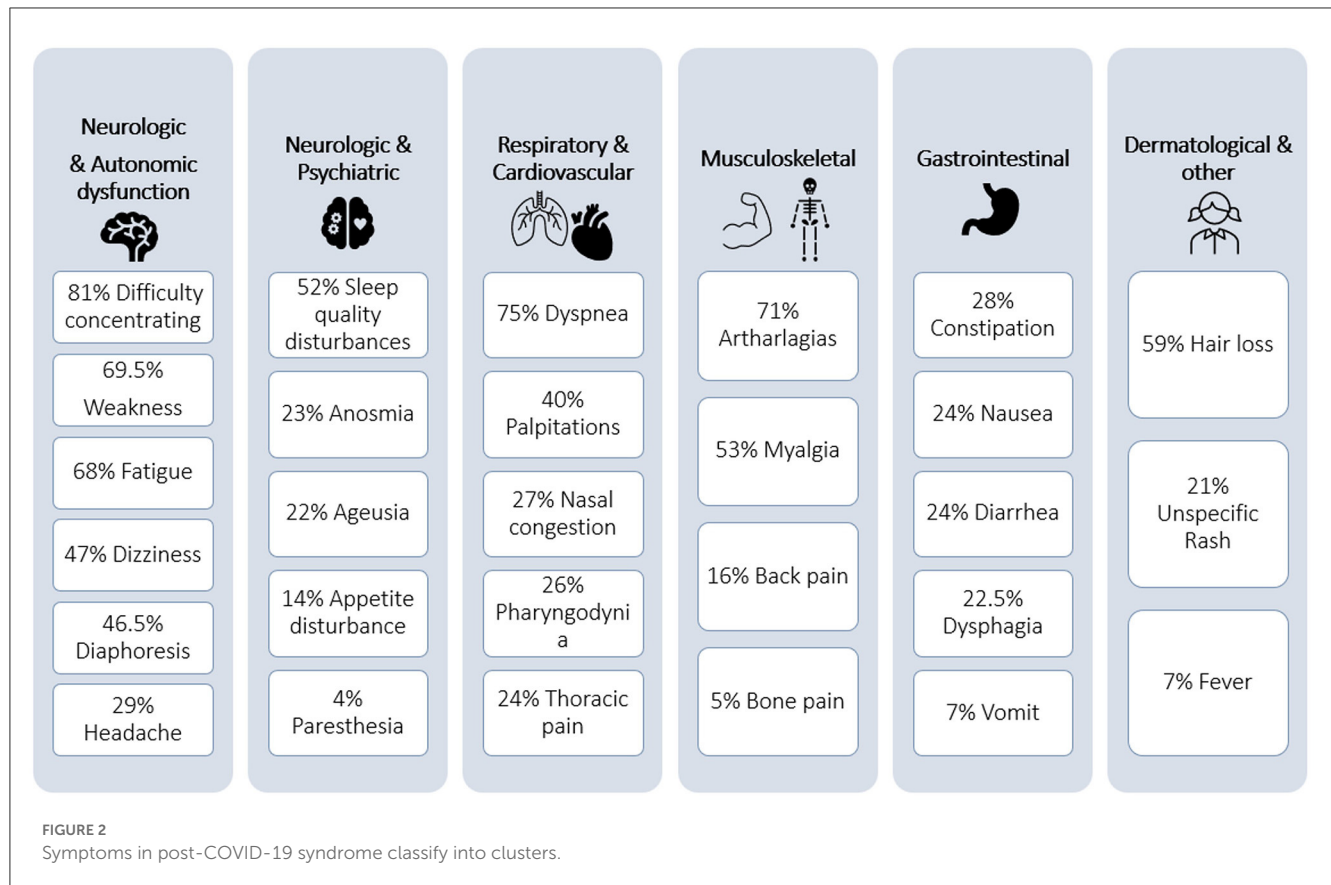 Neurologic
& Autonomic
dysfunction
81% Difficulty
concentrating
69.5%
Weakness
68% Fatigue
47% Dizziness
46.5%
Diaphoresis
29%
Headache
Neurologic &
Psychiatric
52% Sleep
quality
disturbances
23% Anosmia
22% Ageusia
14% Appetite
disturbance
4%
Paresthesia
Respiratory &
Cardiovascular
75% Dyspnea
40%
Palpitations
27% Nasal
congestion
26%
Pharyngodyni
a
24% Thoracic
pain
Musculoskeletal
71%
Artharlagias
53% Myalgia
16% Back pain
5% Bone pain
Gastrointestinal
28%
Constipation
24% Nausea
24% Diarrhea
22.5%
Dysphagia
7% Vomit
Dermatological &
other
59% Hair loss
21%
Unspecific
Rash
7% Fever
FIGURE 2
Symptoms in post-COVID-19 syndrome classify into clusters.